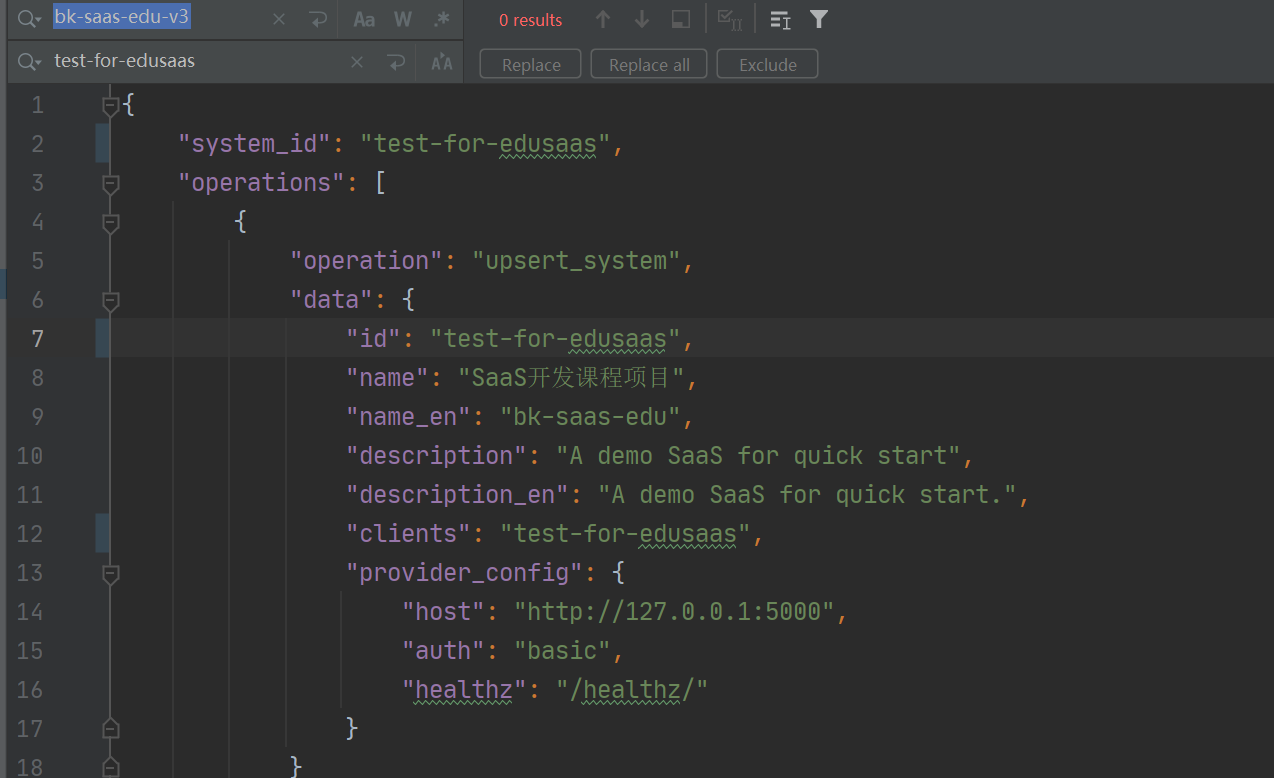 bk-saas-edu-v3
Aa W .*
0 results
test-for-edusaas
Replace Replace all Exclude
1 {
2 "system_id": "test-for-edusaas",
3 "operations": [
4 {
5 "operation": "upsert_system",
6 "data": {
7 "id": "test-for-edusaas",
8 "name": "SaaS开发课程项目",
9 "name_en": "bk-saas-edu",
10 "description": "A demo SaaS for quick start",
11 "description_en": "A demo SaaS for quick start.",
12 "clients": "test-for-edusaas",
13 "provider_config": {
14 "host": "http://127.0.0.1:5000",
15 "auth": "basic",
16 "healthz": "/healthz/"
17 }
18 }